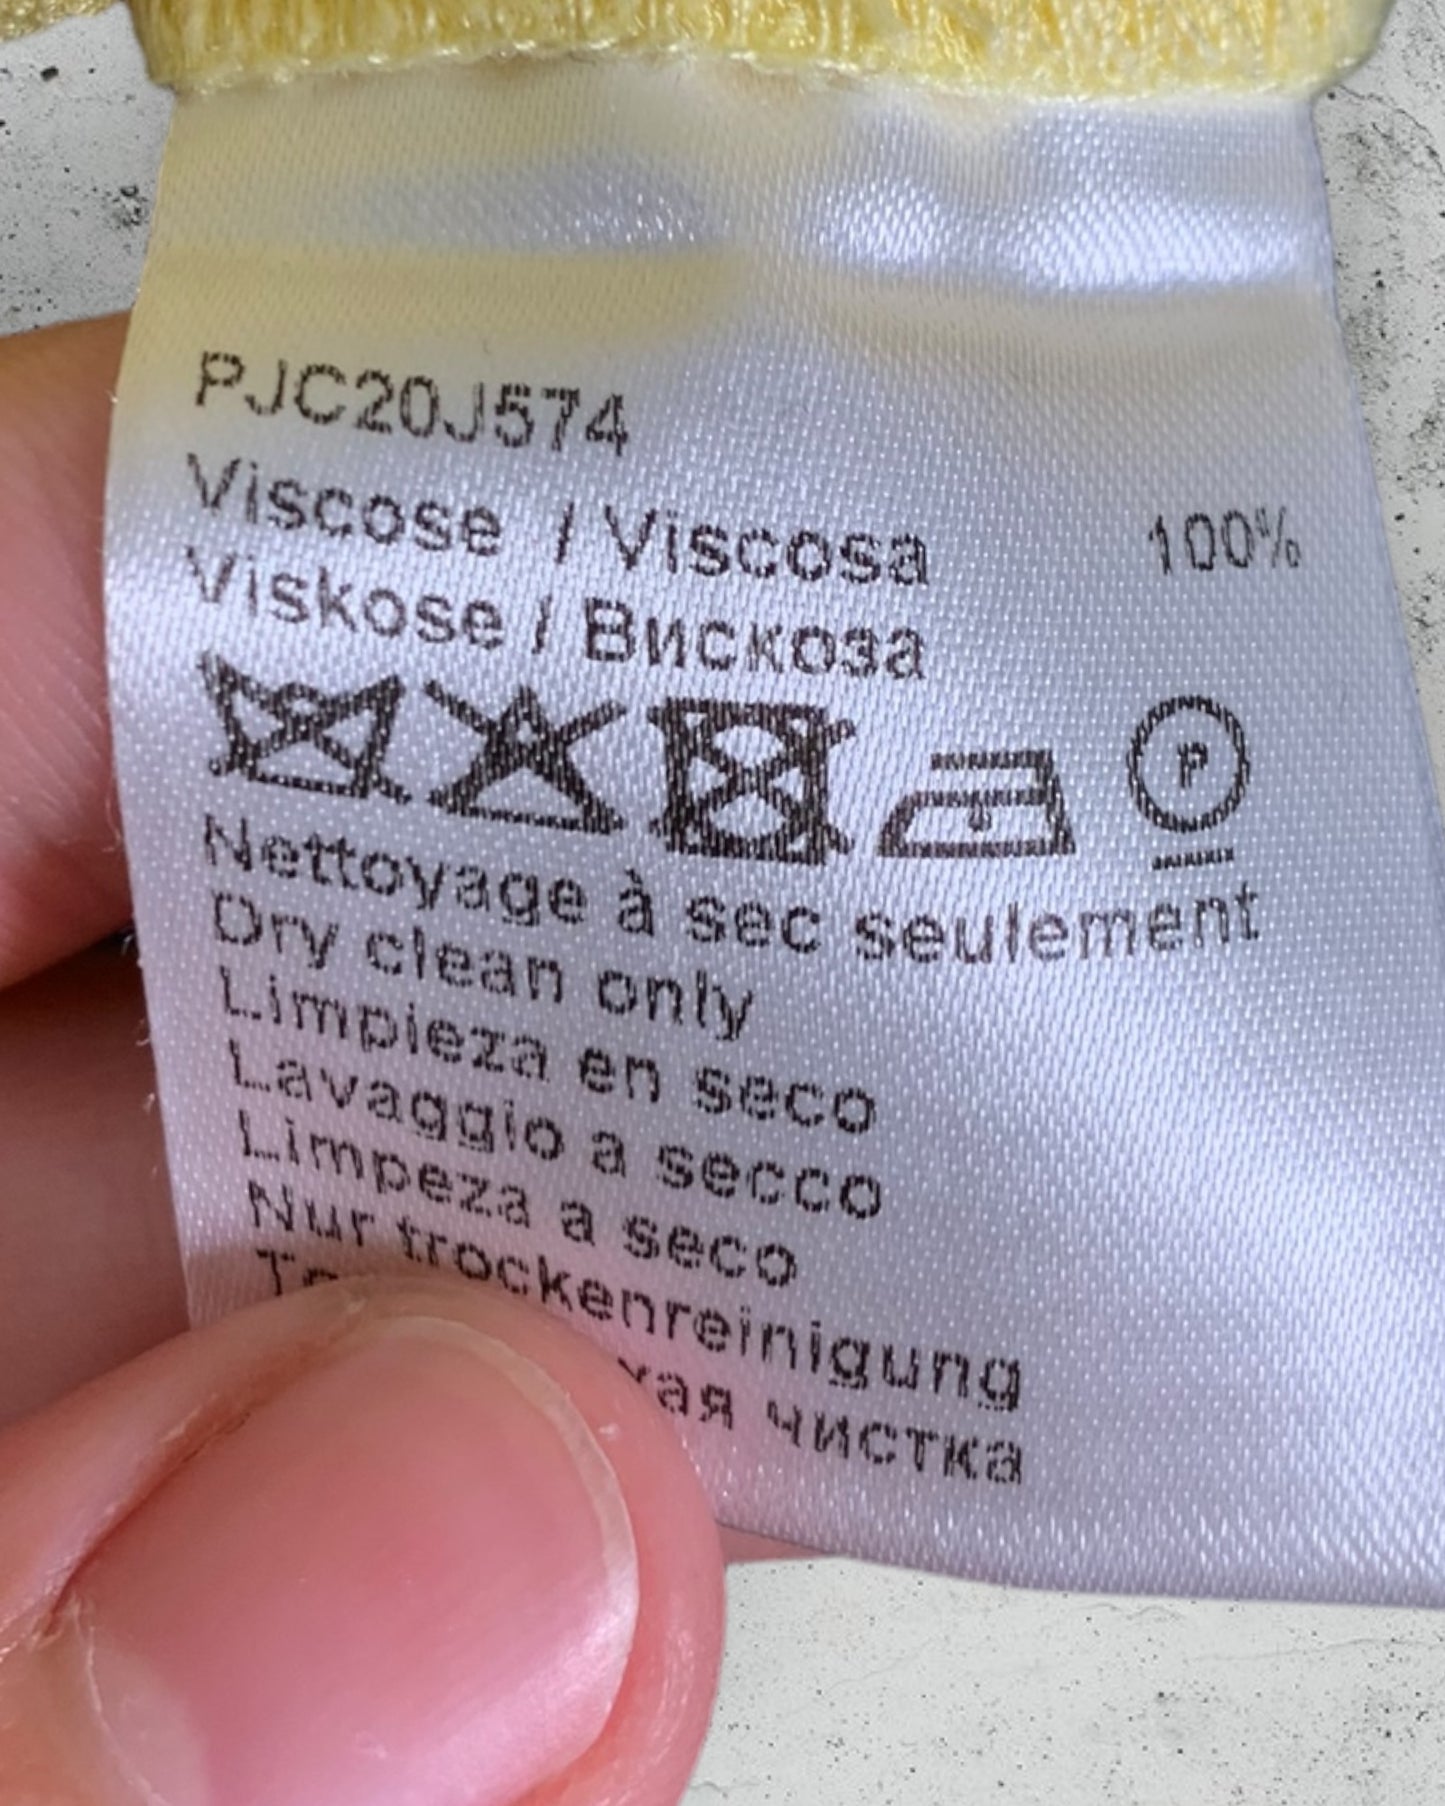 PJC20J574
Viscose / Viscosa 100%
Viskose / Вискоза
P
Nettoyage à sec seulement
Dry clean only
Limpieza en seco
Lavaggio a secco
Limpeza a seco
Nur trockenreinigung
чистка